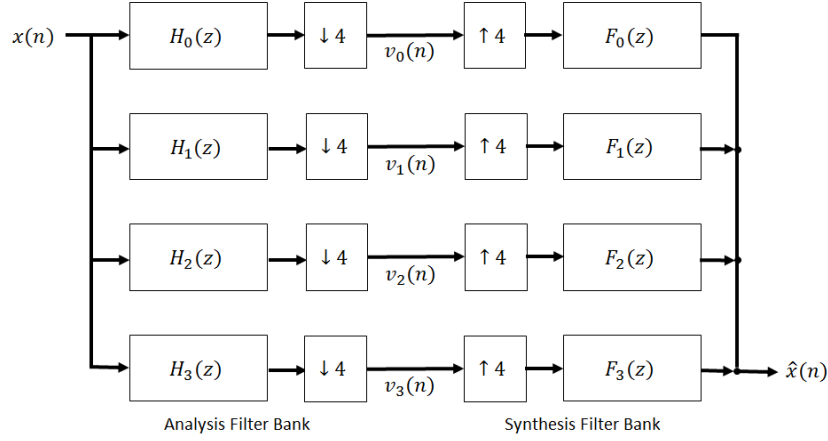 x(n) H₀(z) ↓ 4 v₀(n) ↑ 4 F₀(z)
H₁(z) ↓ 4 v₁(n) ↑ 4 F₁(z)
H₂(z) ↓ 4 v₂(n) ↑ 4 F₂(z)
H₃(z) ↓ 4 v₃(n) ↑ 4 F₃(z) x̂(n)
Analysis Filter Bank Synthesis Filter Bank